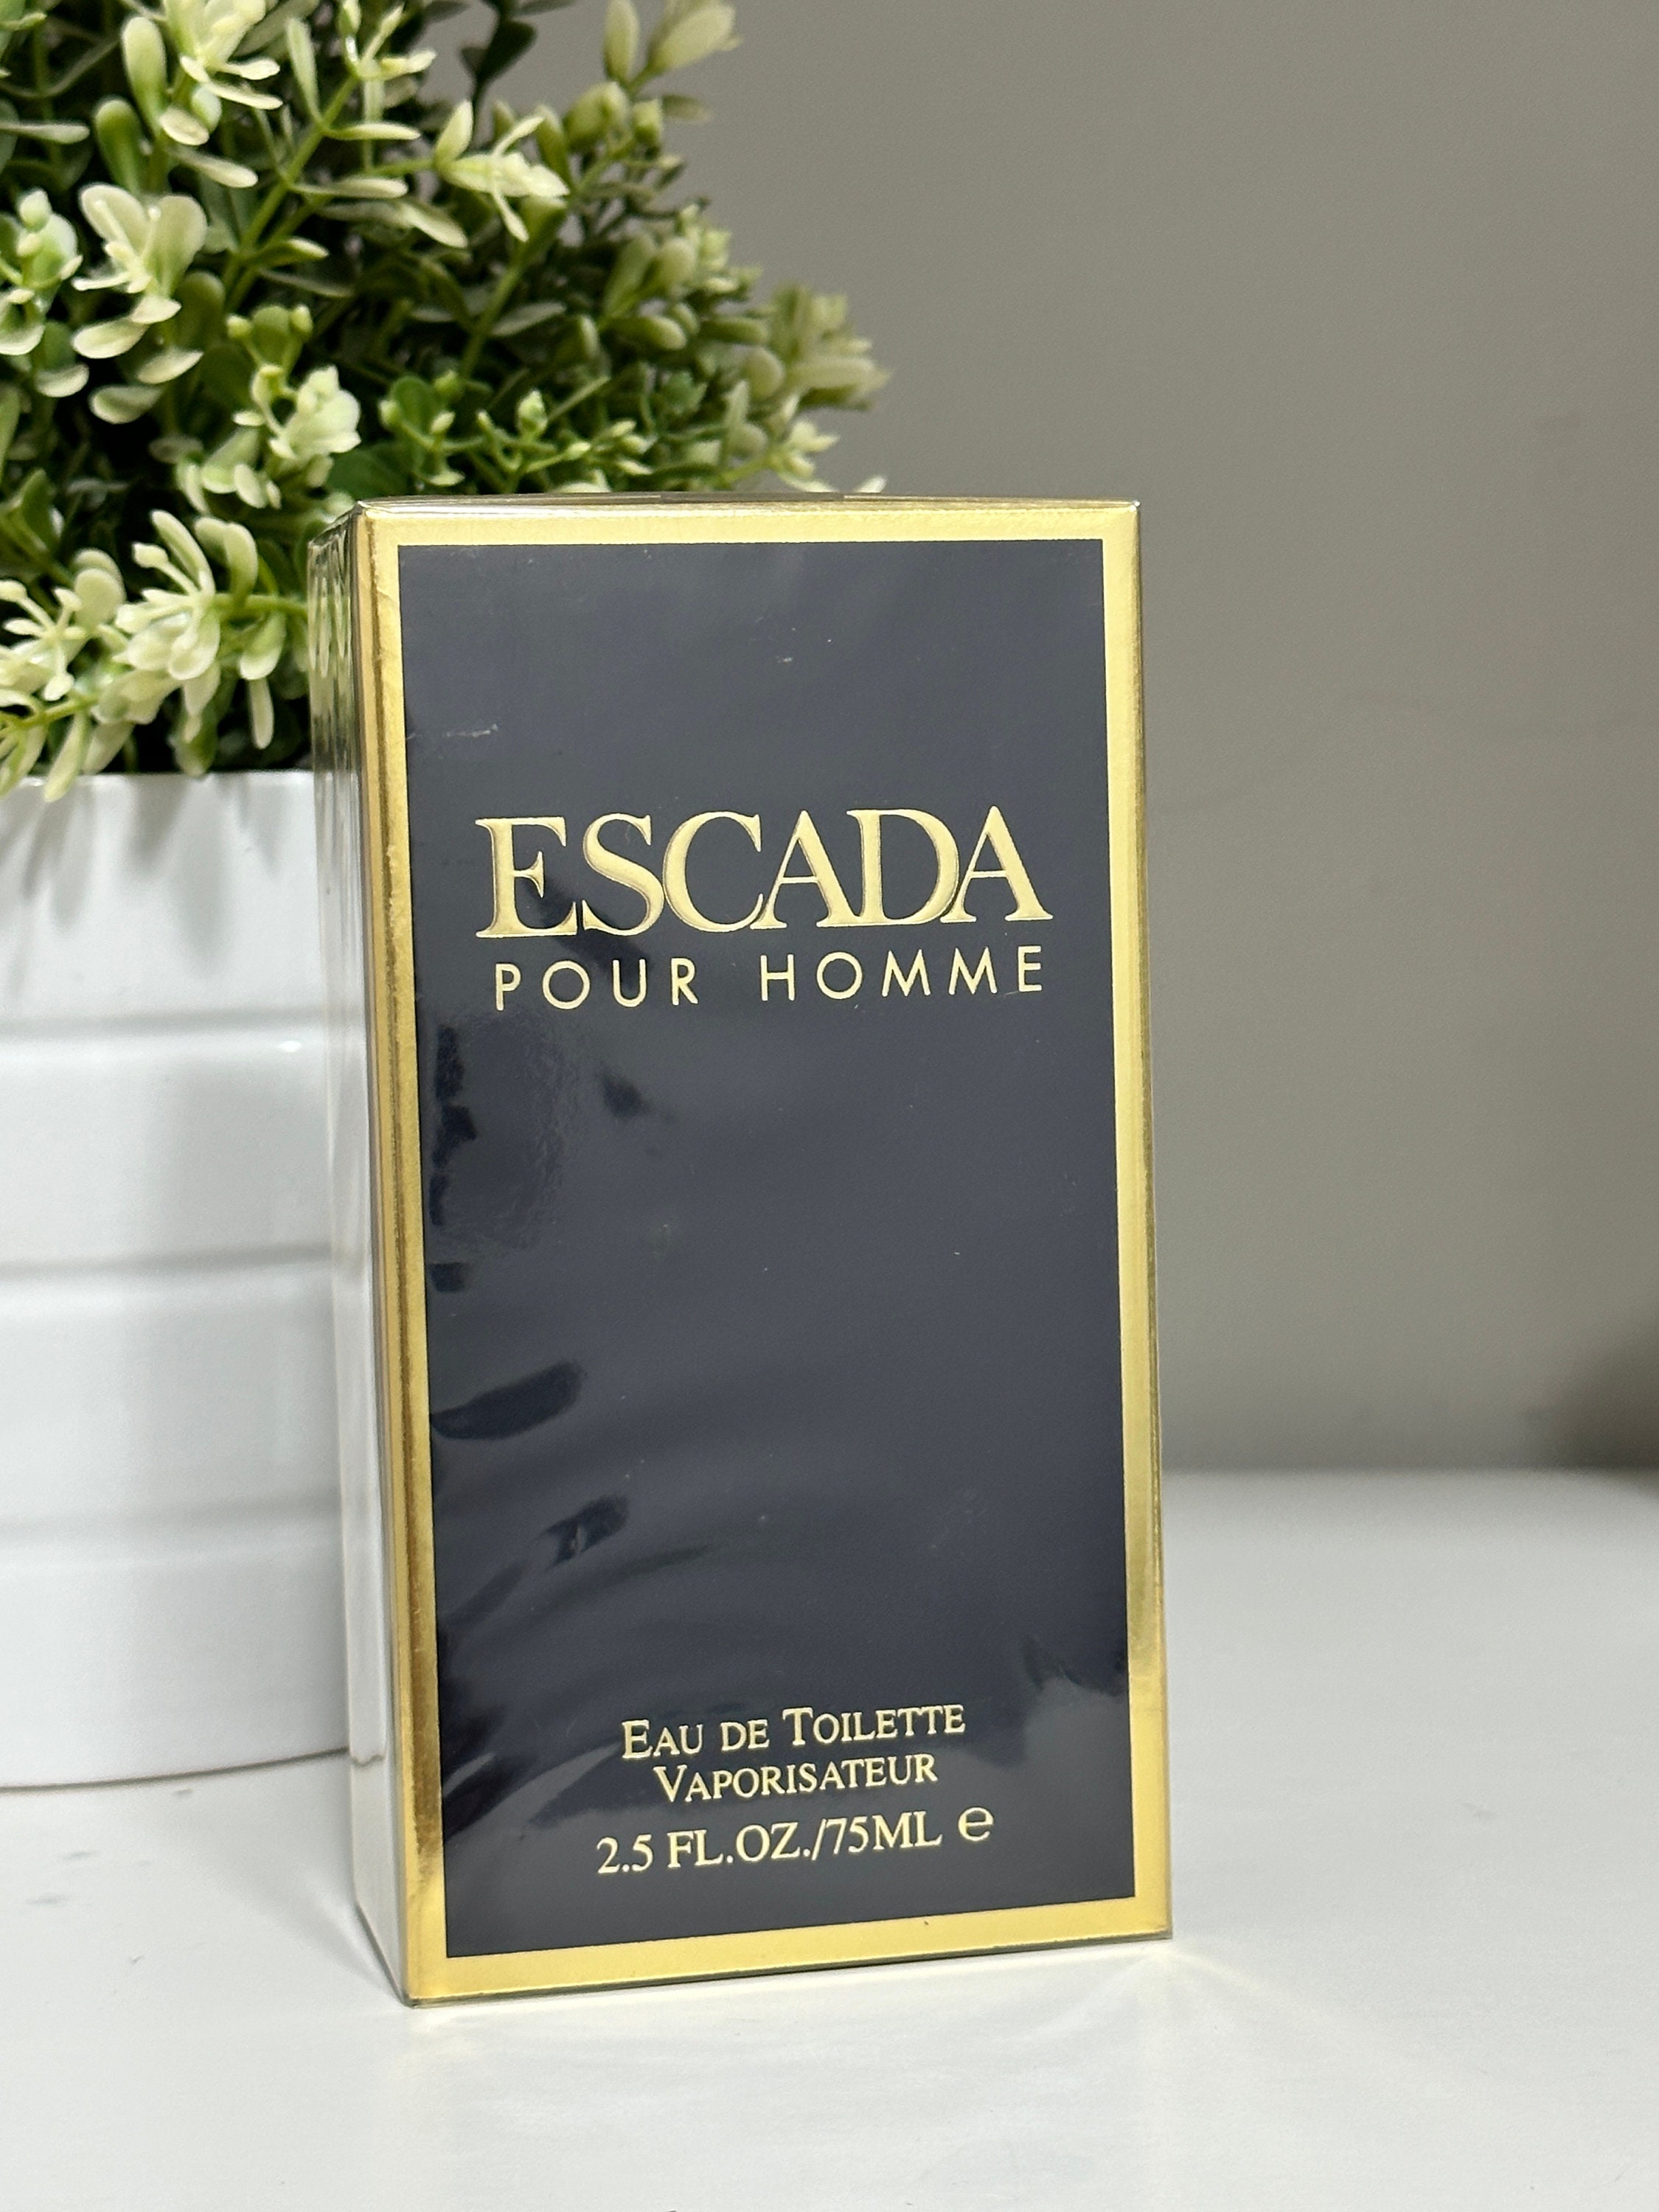 ESCADA
POUR HOMME
EAU DE TOILETTE
VAPORISATEUR
2.5 FL.OZ./75ML ℮